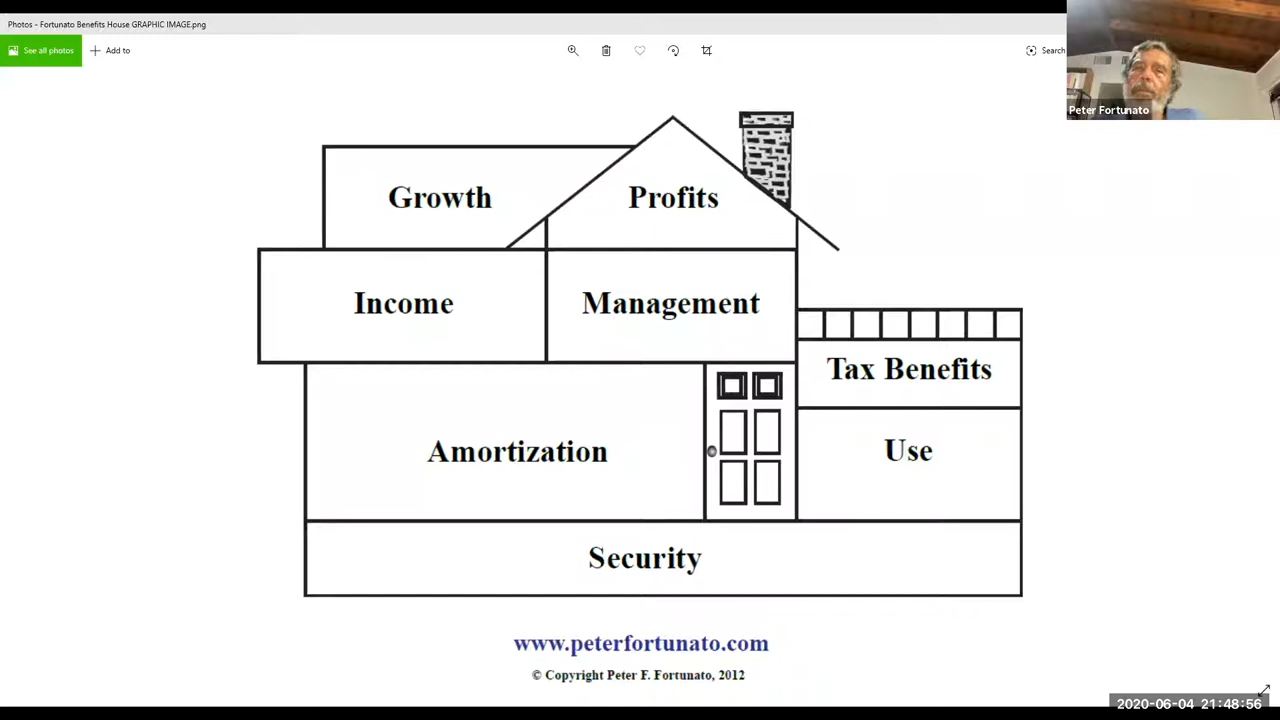 Photos - Fortunato Benefits House GRAPHIC IMAGE.png
See all photos
Add to
Search
Peter Fortunato
Growth
Profits
Income
Management
Tax Benefits
Amortization
Use
Security
www.peterfortunato.com
© Copyright Peter F. Fortunato, 2012
2020-06-04 21:48:56